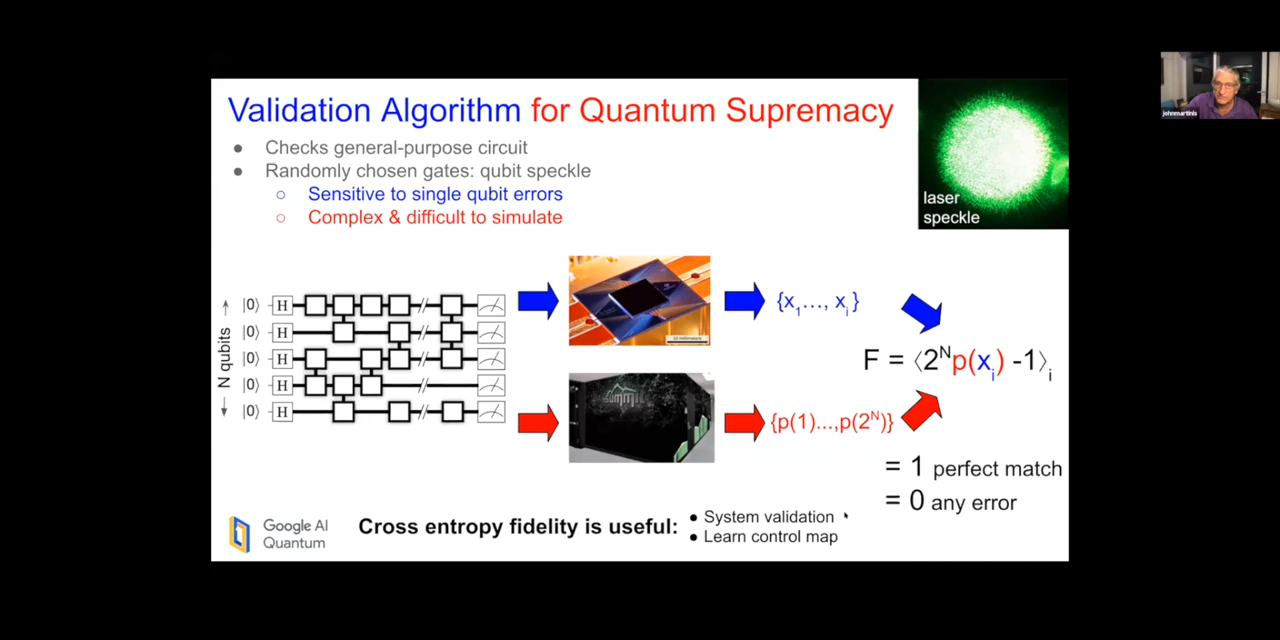 Validation Algorithm for Quantum Supremacy
johnmartinis
● Checks general-purpose circuit
● Randomly chosen gates: qubit speckle
○ Sensitive to single qubit errors
○ Complex & difficult to simulate
laser
speckle
N qubits
|0⟩ H
|0⟩ H
|0⟩ H
|0⟩ H
|0⟩ H
10 millimeters
summit
{x₁..., xᵢ}
{p(1)...,p(2ᴺ)}
F = ⟨2ᴺp(xᵢ) -1⟩ᵢ
= 1 perfect match
= 0 any error
Google AI
Quantum
Cross entropy fidelity is useful:
● System validation
● Learn control map